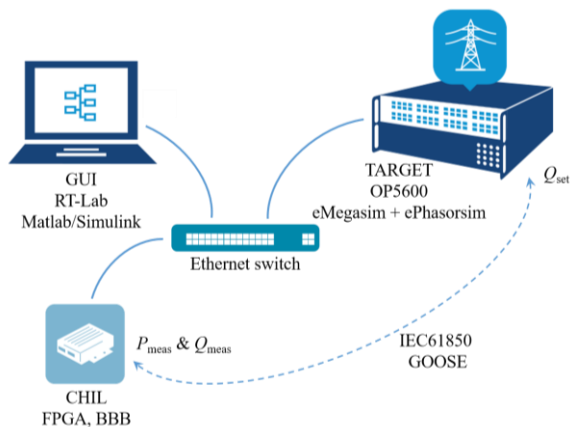 GUI
RT-Lab
Matlab/Simulink
TARGET
OP5600
eMegasim + ePhasorsim
Qset
Ethernet switch
Pmeas & Qmeas
IEC61850
GOOSE
CHIL
FPGA, BBB